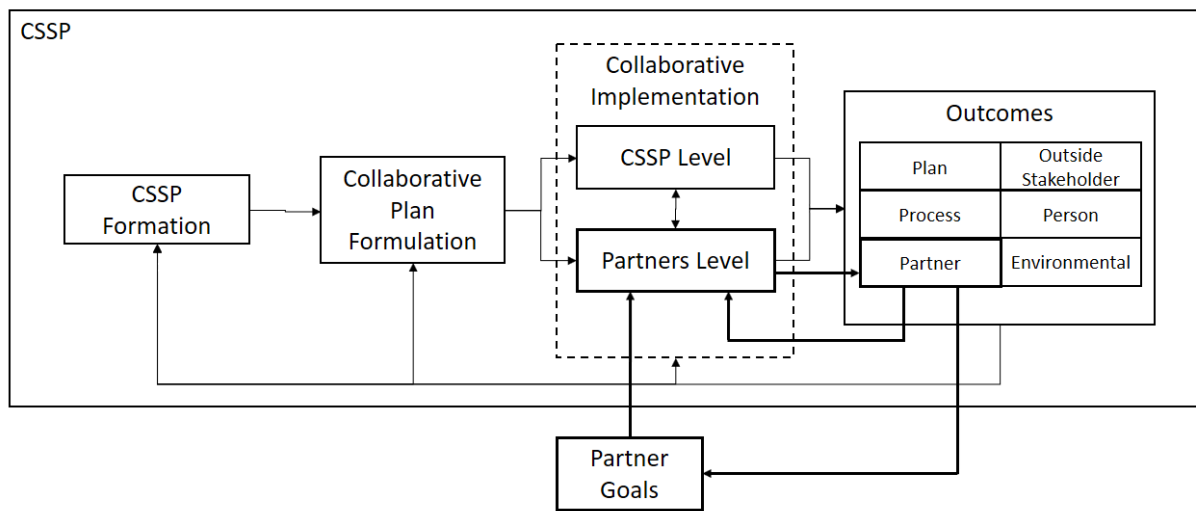 CSSP
Collaborative
Implementation
CSSP Level
Partners Level
CSSP
Formation
Collaborative
Plan
Formulation
Outcomes
Plan
Outside
Stakeholder
Process
Person
Partner
Environmental
Partner
Goals